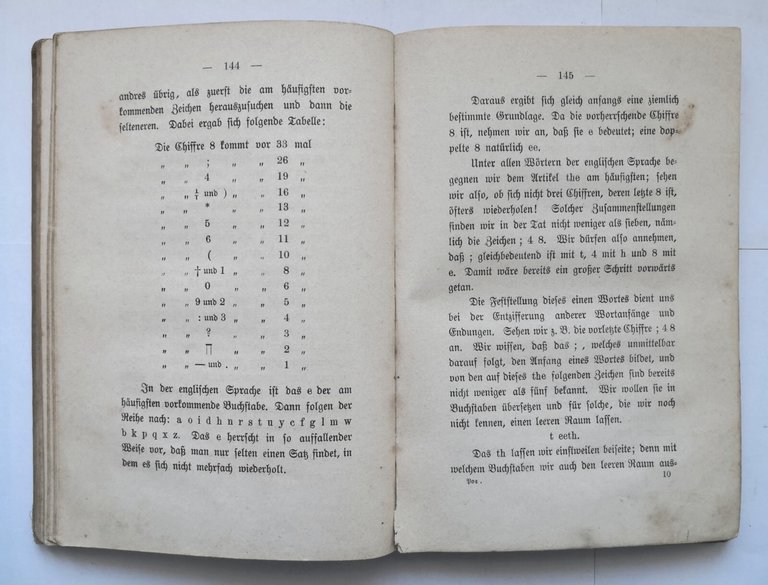 — 144 —
andres übrig, als zuerst die am häufigsten vor-
kommenden Zeichen herauszusuchen und dann die
selteneren. Dabei ergab sich folgende Tabelle:
Die Chiffre 8 kommt vor 33 mal
„ „ ; „ „ 26 „
„ „ 4 „ „ 19 „
„ „ ‡ und ) „ „ 16 „
„ „ * „ „ 13 „
„ „ 5 „ „ 12 „
„ „ 6 „ „ 11 „
„ „ ( „ „ 10 „
„ „ † und 1 „ „ 8 „
„ „ 0 „ „ 6 „
„ „ 9 und 2 „ „ 5 „
„ „ : und 3 „ „ 4 „
„ „ ? „ „ 3 „
„ „ ∏ „ „ 2 „
„ „ — und . „ „ 1 „
In der englischen Sprache ist das e der am
häufigsten vorkommende Buchstabe. Dann folgen der
Reihe nach: a o i d h n r s t u y c f g l m w
b k p q x z. Das e herrscht in so auffallender
Weise vor, daß man nur selten einen Satz findet, in
dem es sich nicht mehrfach wiederholt.
— 145 —
Daraus ergibt sich gleich anfangs eine ziemlich
bestimmte Grundlage. Da die vorherrschende Chiffre
8 ist, nehmen wir an, daß sie e bedeutet; eine dop-
pelte 8 natürlich ee.
Unter allen Wörtern der englischen Sprache be-
gegnen wir dem Artikel the am häufigsten; sehen
wir also, ob sich nicht drei Chiffren, deren letzte 8 ist,
öfters wiederholen! Solcher Zusammenstellungen
finden wir in der Tat nicht weniger als sieben, näm-
lich die Zeichen ; 4 8. Wir dürfen also annehmen,
daß ; gleichbedeutend ist mit t, 4 mit h und 8 mit
e. Damit wäre bereits ein großer Schritt vorwärts
getan.
Die Feststellung dieses einen Wortes dient uns
bei der Entzifferung anderer Wortanfänge und
Endungen. Sehen wir z. B. die vorletzte Chiffre ; 4 8
an. Wir wissen, daß das ; , welches unmittelbar
darauf folgt, den Anfang eines Wortes bildet, und
von den auf dieses the folgenden Zeichen sind bereits
nicht weniger als fünf bekannt. Wir wollen sie in
Buchstaben übersetzen und für solche, die wir noch
nicht kennen, einen leeren Raum lassen.
t eeth.
Das th lassen wir einstweilen beiseite; denn mit
welchem Buchstaben wir auch den leeren Raum aus-
Poe. 10